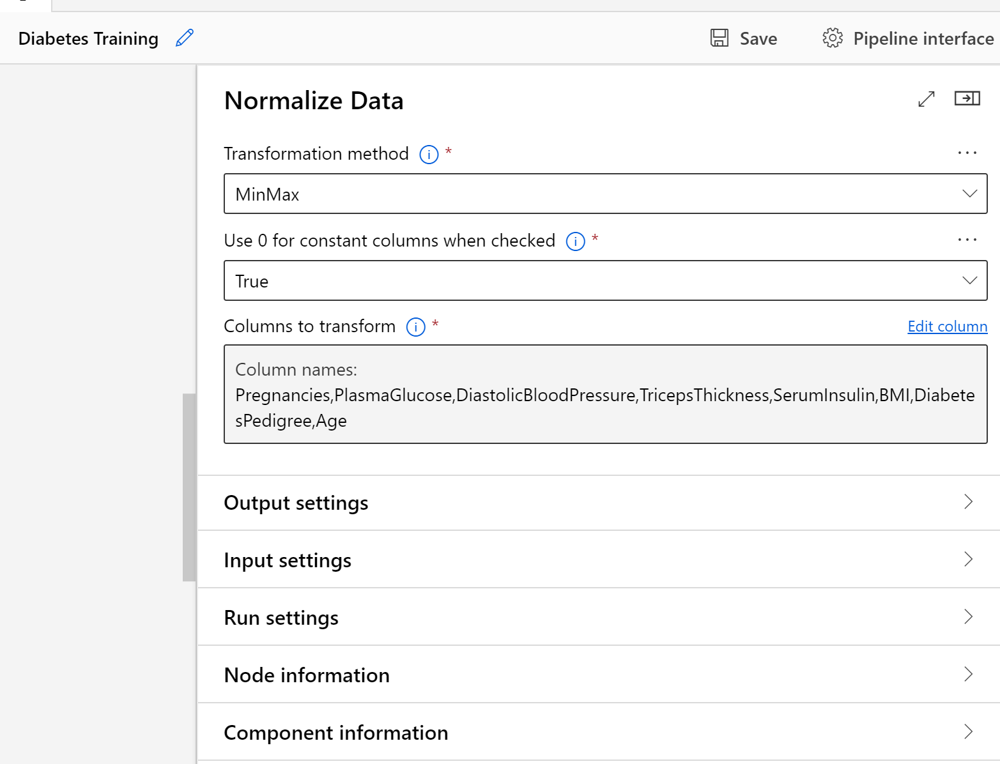 Diabetes Training
Save
Pipeline interface
Normalize Data
Transformation method *
MinMax
Use 0 for constant columns when checked *
True
Columns to transform *
Edit column
Column names:
Pregnancies,PlasmaGlucose,DiastolicBloodPressure,TricepsThickness,SerumInsulin,BMI,Diabete
sPedigree,Age
Output settings
Input settings
Run settings
Node information
Component information